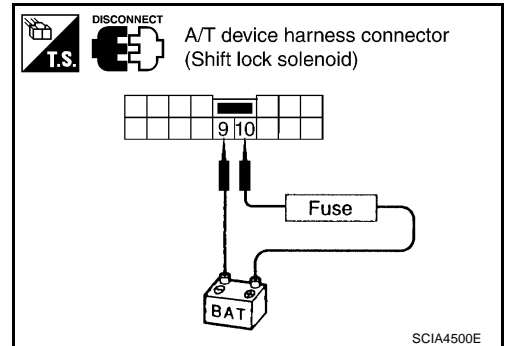 DISCONNECT
T.S.
A/T device harness connector
(Shift lock solenoid)
9 10
Fuse
BAT
SCIA4500E